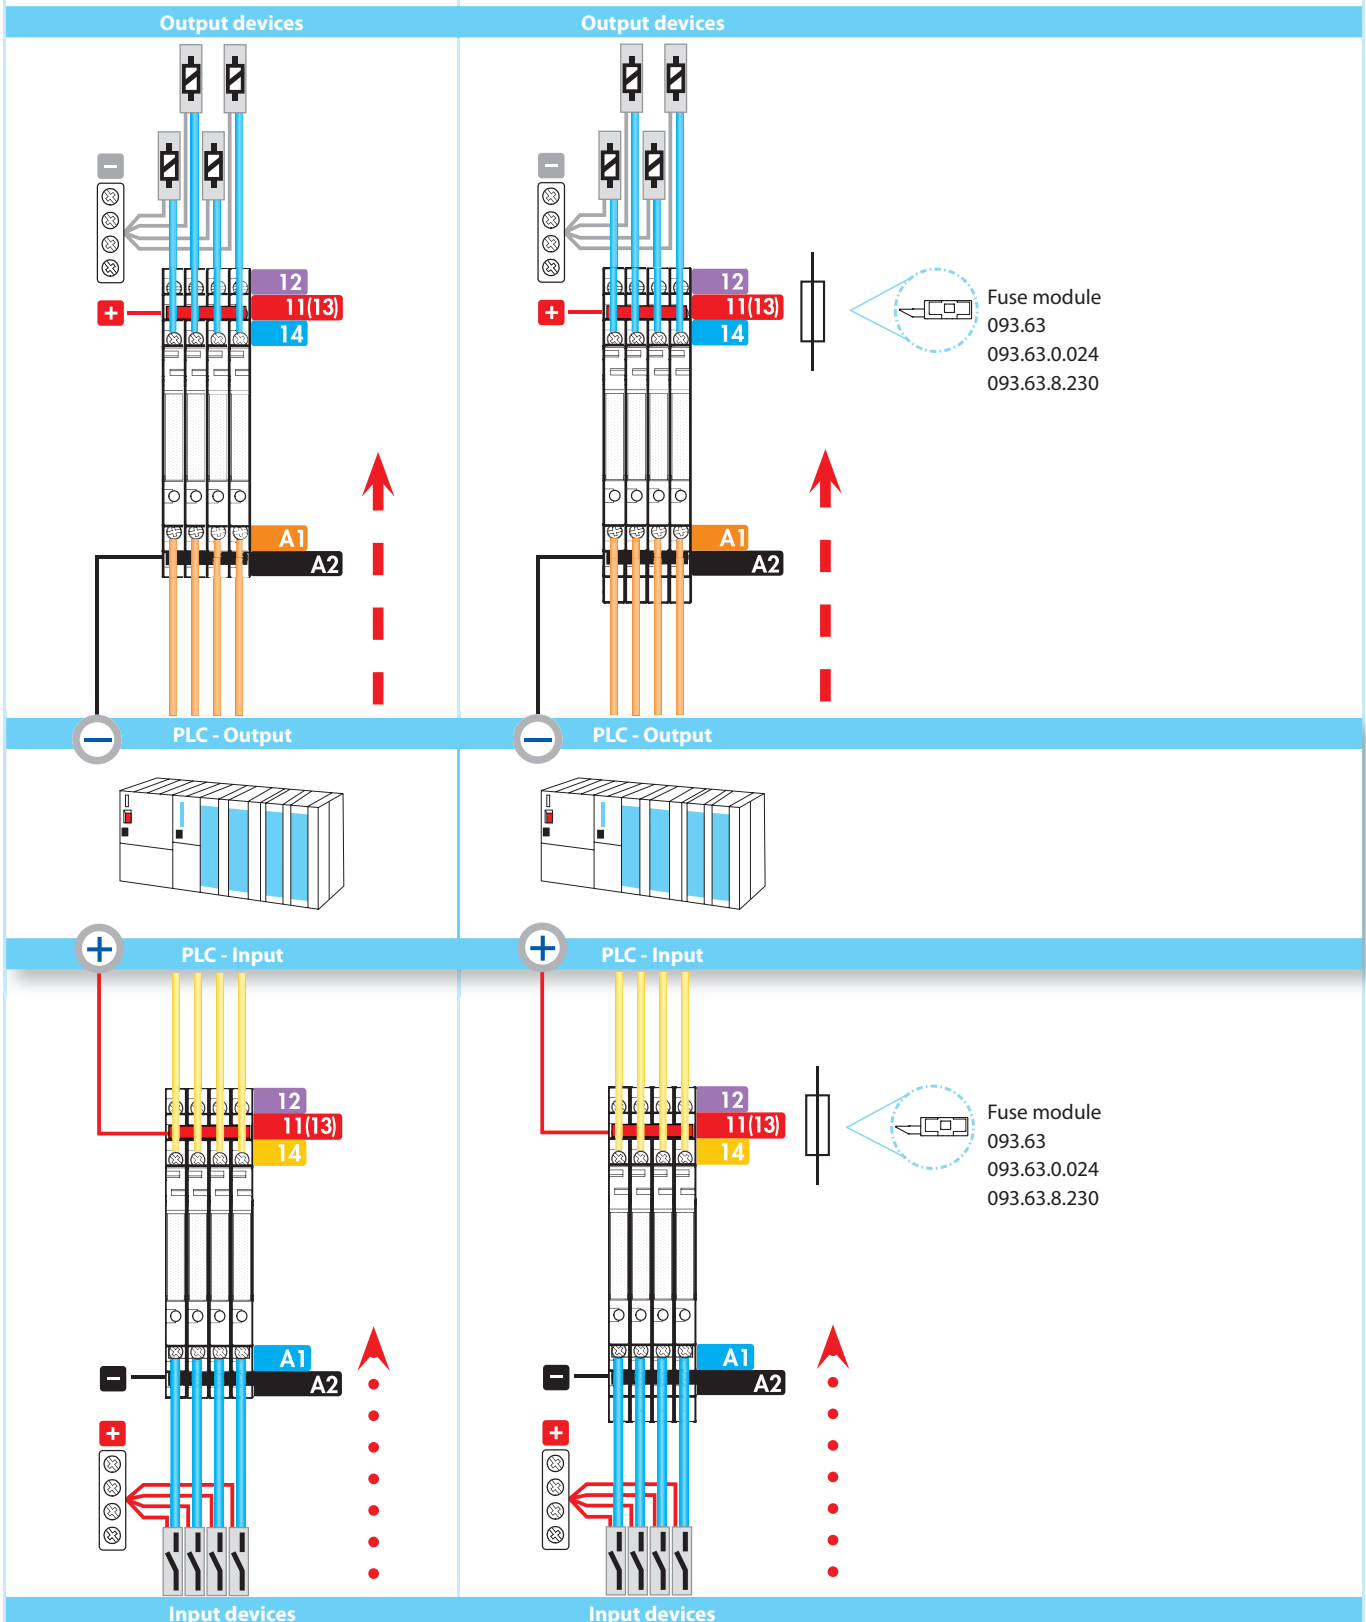 Output devices
Output devices
−
−
12
11(13)
14
+
12
11(13)
14
+
Fuse module
093.63
093.63.0.024
093.63.8.230
A1
A2
A1
A2
−
PLC - Output
−
PLC - Output
+
PLC - Input
+
PLC - Input
12
11(13)
14
12
11(13)
14
Fuse module
093.63
093.63.0.024
093.63.8.230
A1
A2
−
A1
A2
−
+
+
Input devices
Input devices